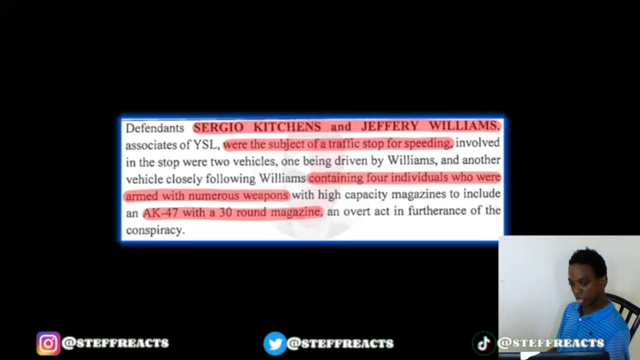 Defendants SERGIO KITCHENS and JEFFERY WILLIAMS,
associates of YSL, were the subject of a traffic stop for speeding, involved
in the stop were two vehicles, one being driven by Williams, and another
vehicle closely following Williams containing four individuals who were
armed with numerous weapons with high capacity magazines to include
an AK-47 with a 30 round magazine, an overt act in furtherance of the
conspiracy.
@STEFFREACTS
@STEFFREACTS
@STEFFREACTS